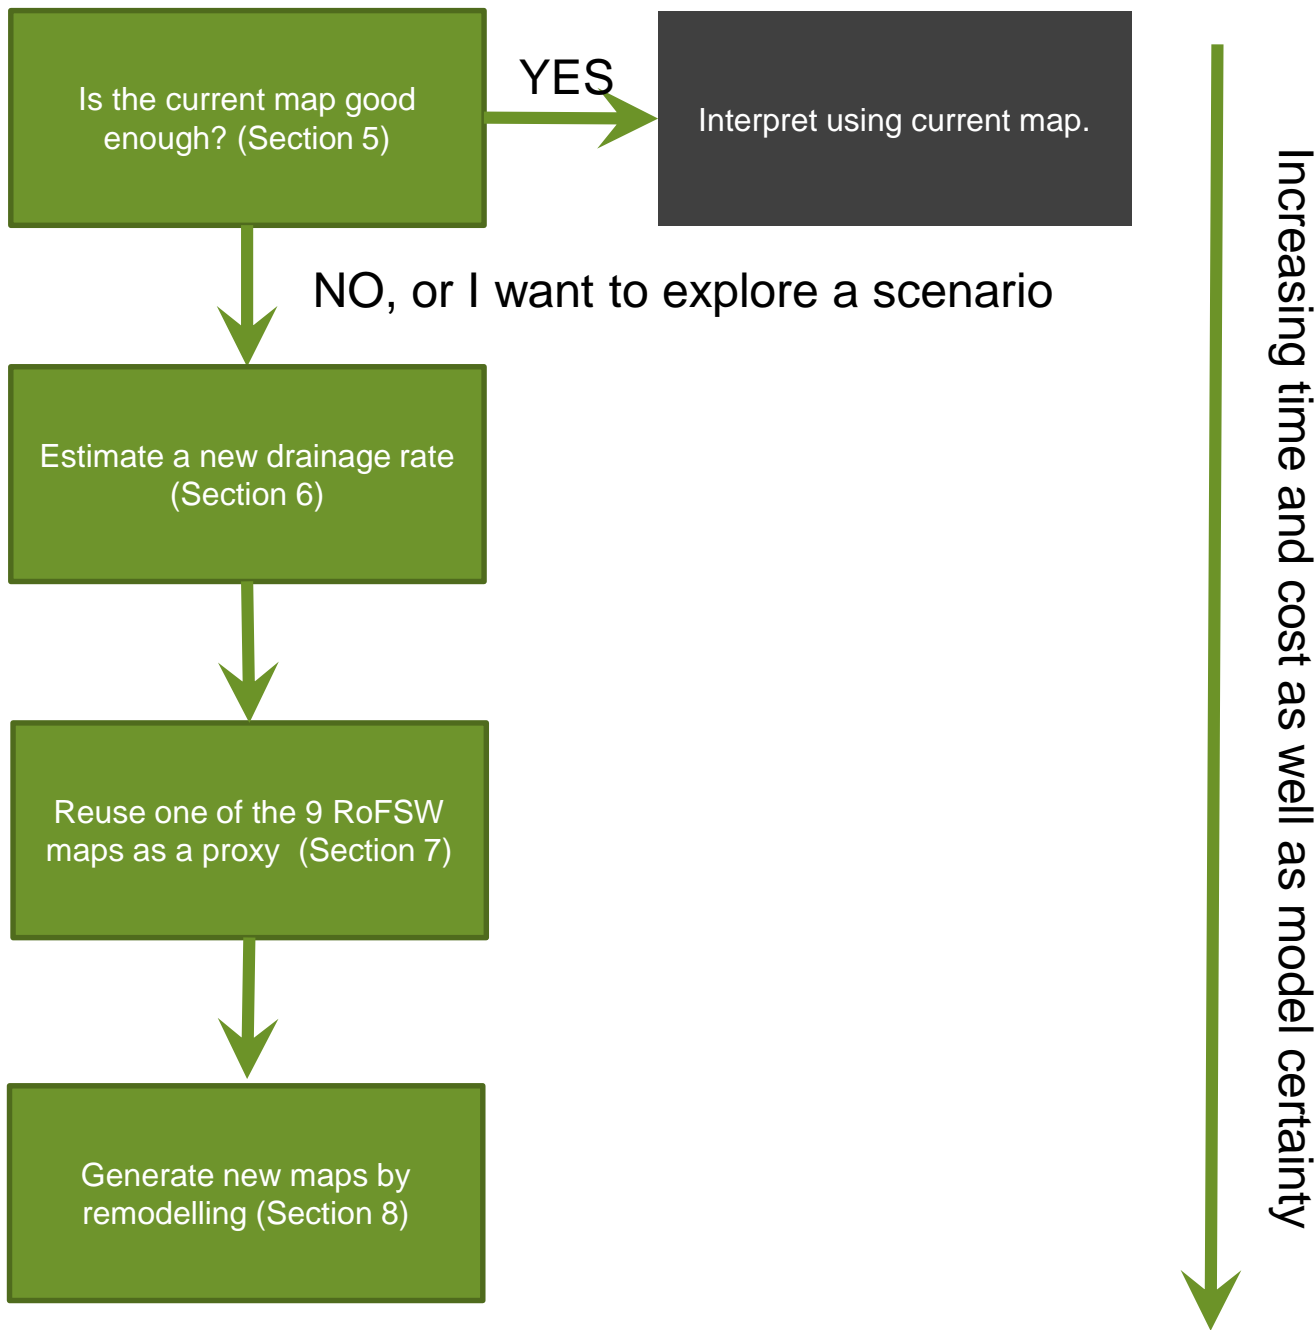 Is the current map good
enough? (Section 5)
YES
Interpret using current map.
NO, or I want to explore a scenario
Estimate a new drainage rate
(Section 6)
Reuse one of the 9 RoFSW
maps as a proxy  (Section 7)
Generate new maps by
remodelling (Section 8)
Increasing time and cost as well as model certainty